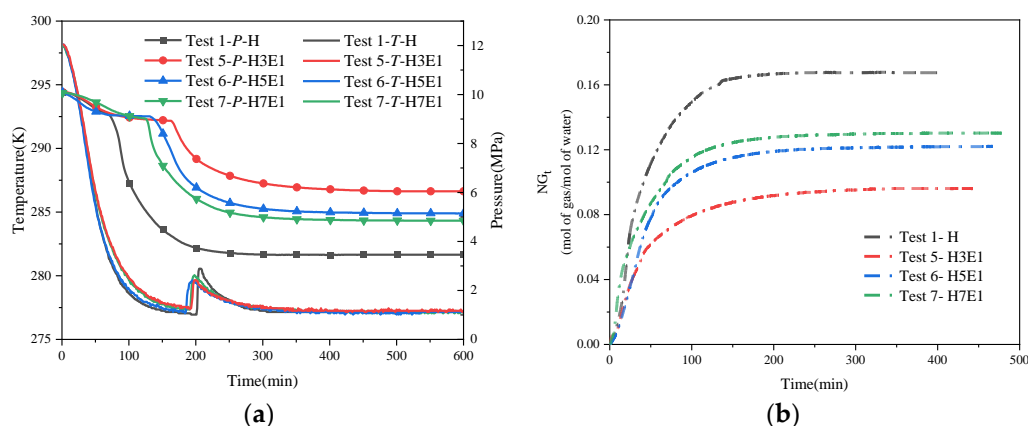 300
295
290
285
280
275
Temperature(K)
Test 1-P-H
Test 5-P-H3E1
Test 6-P-H5E1
Test 7-P-H7E1
Test 1-T-H
Test 5-T-H3E1
Test 6-T-H5E1
Test 7-T-H7E1
12
10
8
6
4
2
0
Pressure(MPa)
0 100 200 300 400 500 600
Time(min)
(a)
NGt
(mol of gas/mol of water)
0.16
0.12
0.08
0.04
0.00
Test 1- H
Test 5- H3E1
Test 6- H5E1
Test 7- H7E1
0 100 200 300 400 500
Time(min)
(b)